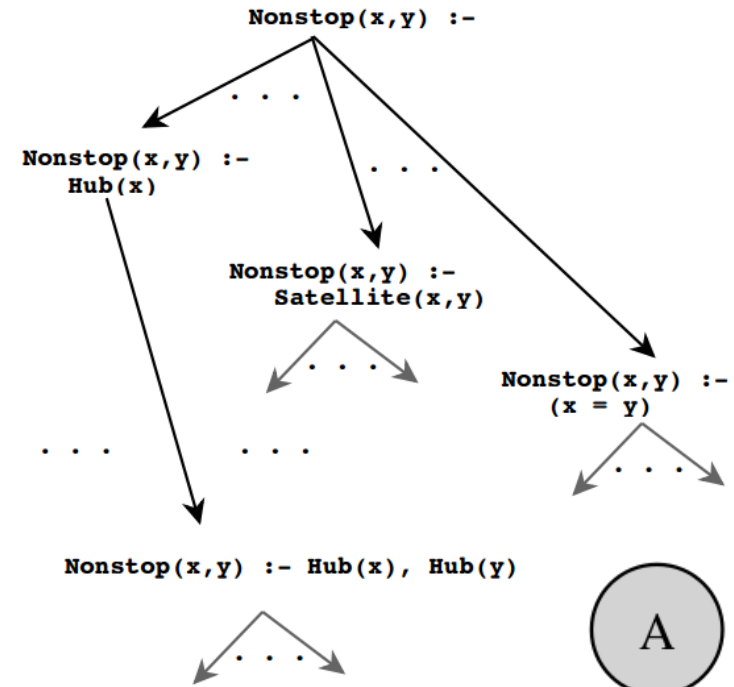 Nonstop(x,y) :-
. . .
Nonstop(x,y) :-
Hub(x)
. . .
Nonstop(x,y) :-
Satellite(x,y)
. . .
Nonstop(x,y) :-
(x = y)
. . .
. . .
. . .
Nonstop(x,y) :- Hub(x), Hub(y)
. . .
A